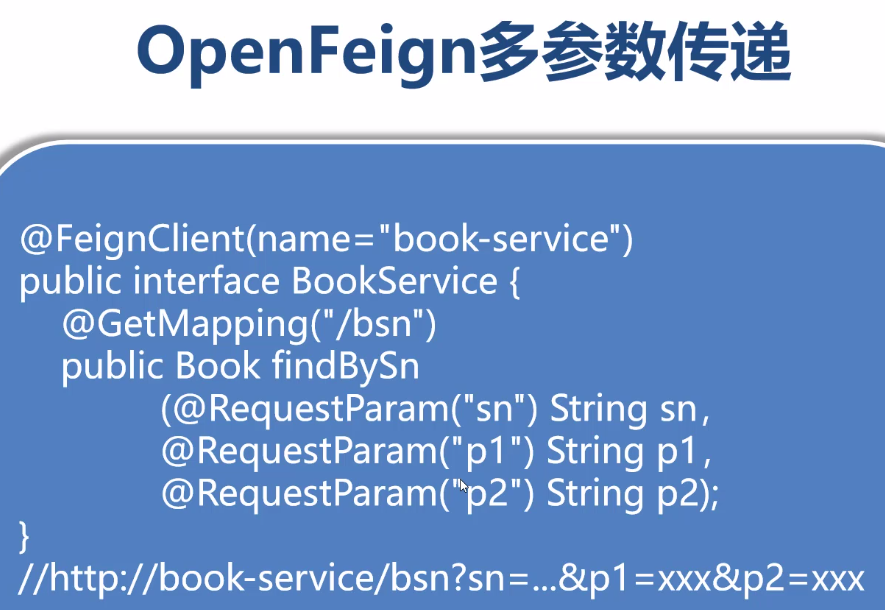 OpenFeign多参数传递
@FeignClient(name="book-service")
public interface BookService {
@GetMapping("/bsn")
public Book findBySn
(@RequestParam("sn") String sn,
@RequestParam("p1") String p1,
@RequestParam("p2") String p2);
}
//http://book-service/bsn?sn=...&p1=xxx&p2=xxx